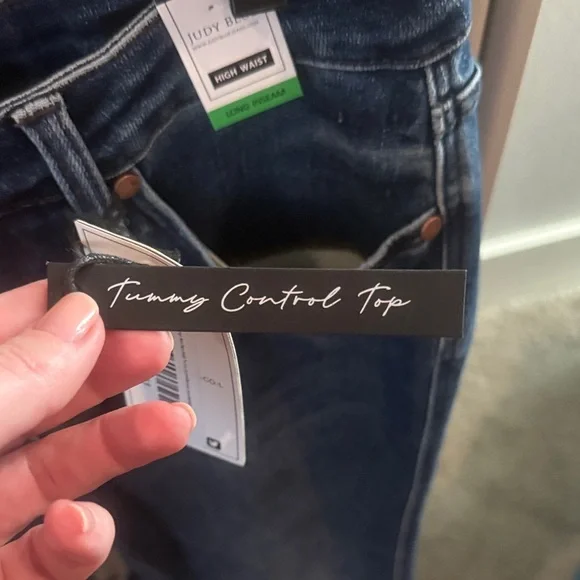 JUDY BL
HIGH WAIST
LONG INSEAM
Tummy Control Top